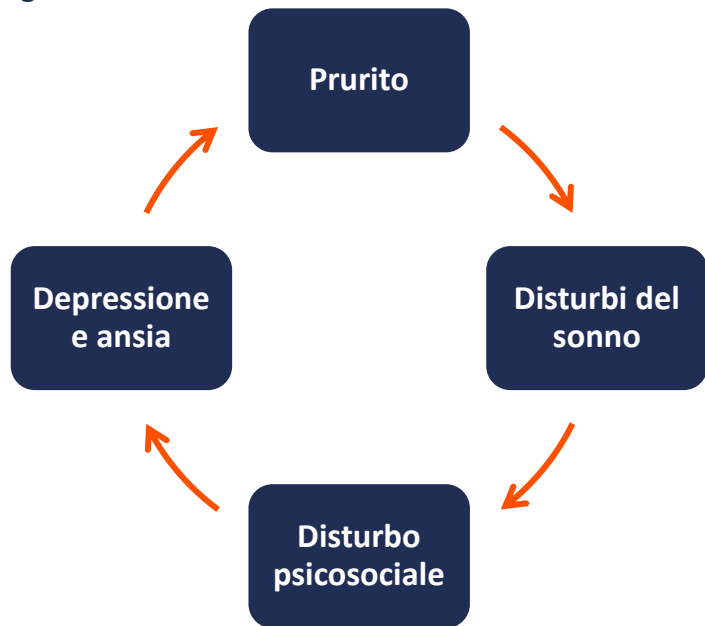 Prurito
Disturbi del
sonno
Disturbo
psicosociale
Depressione
e ansia